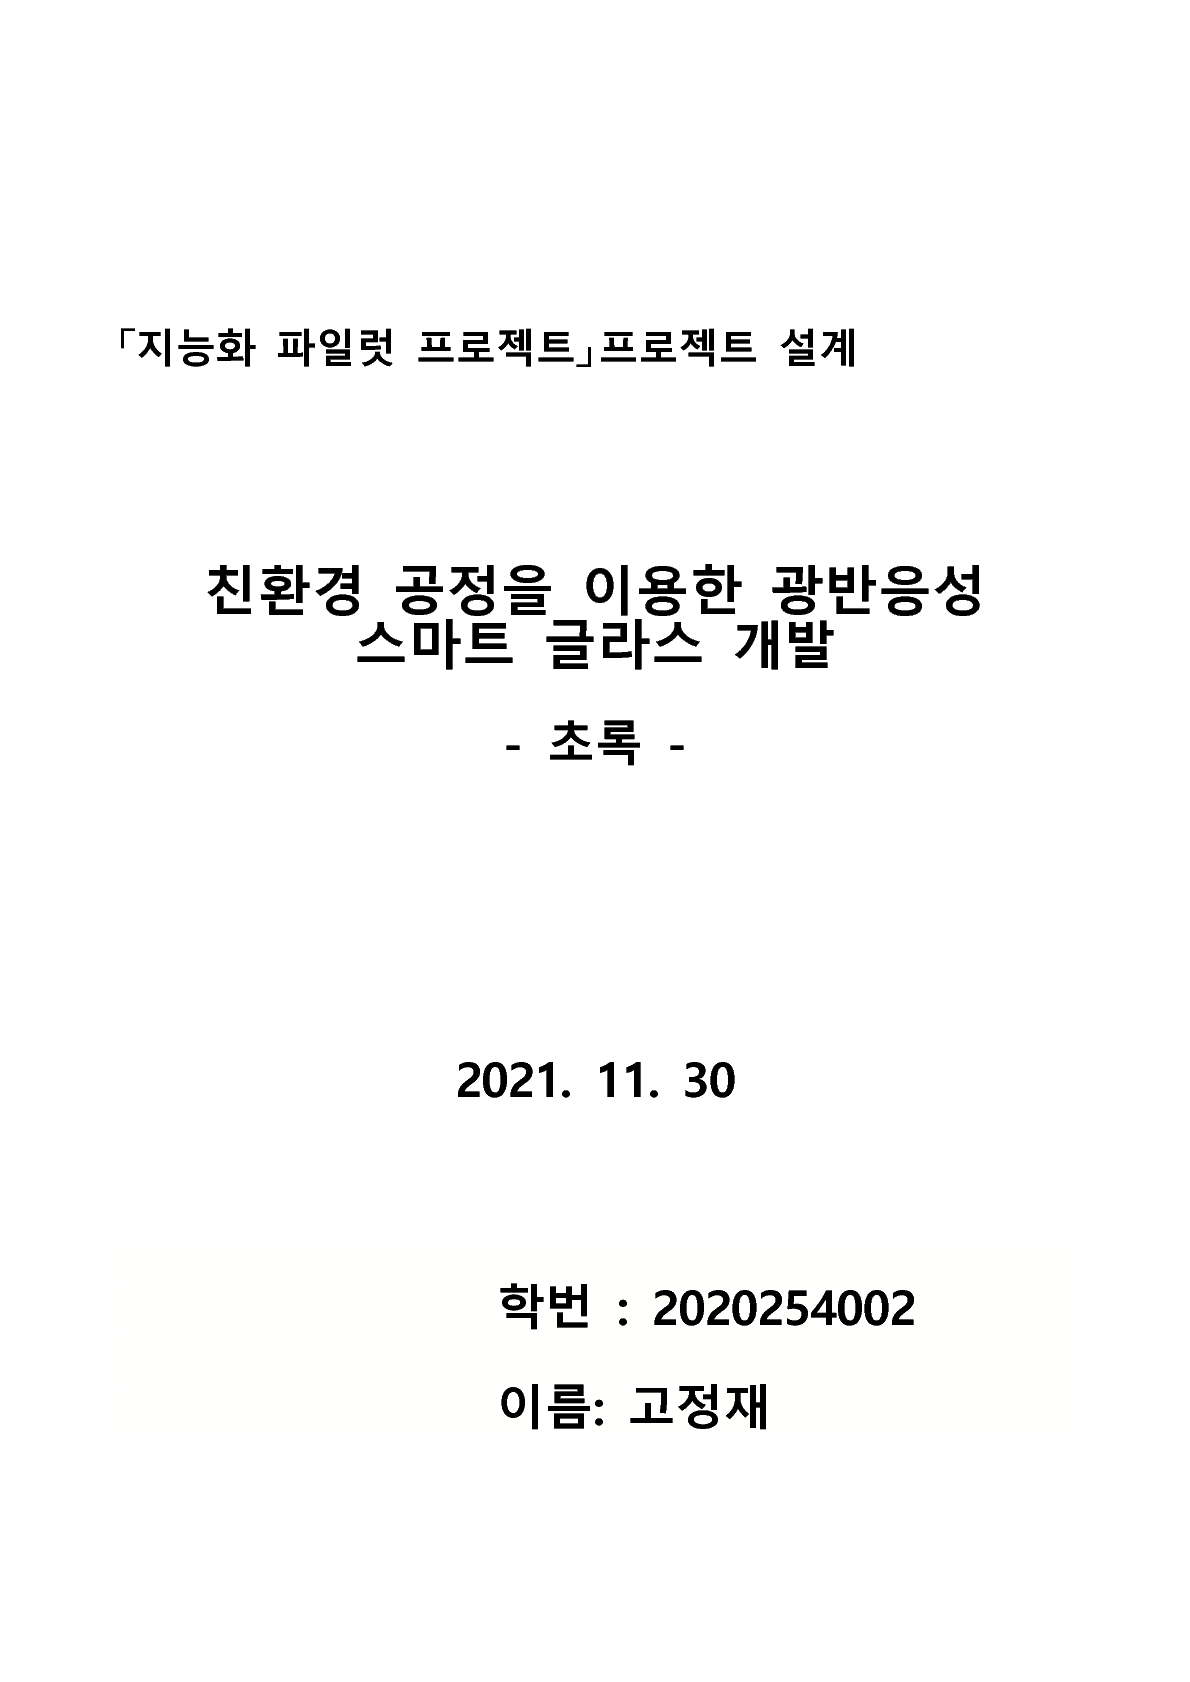 「지능화 파일럿 프로젝트」프로젝트 설계
친환경 공정을 이용한 광반응성
스마트 글라스 개발
- 초록 -
2021. 11. 30
학번 : 2020254002
이름: 고정재